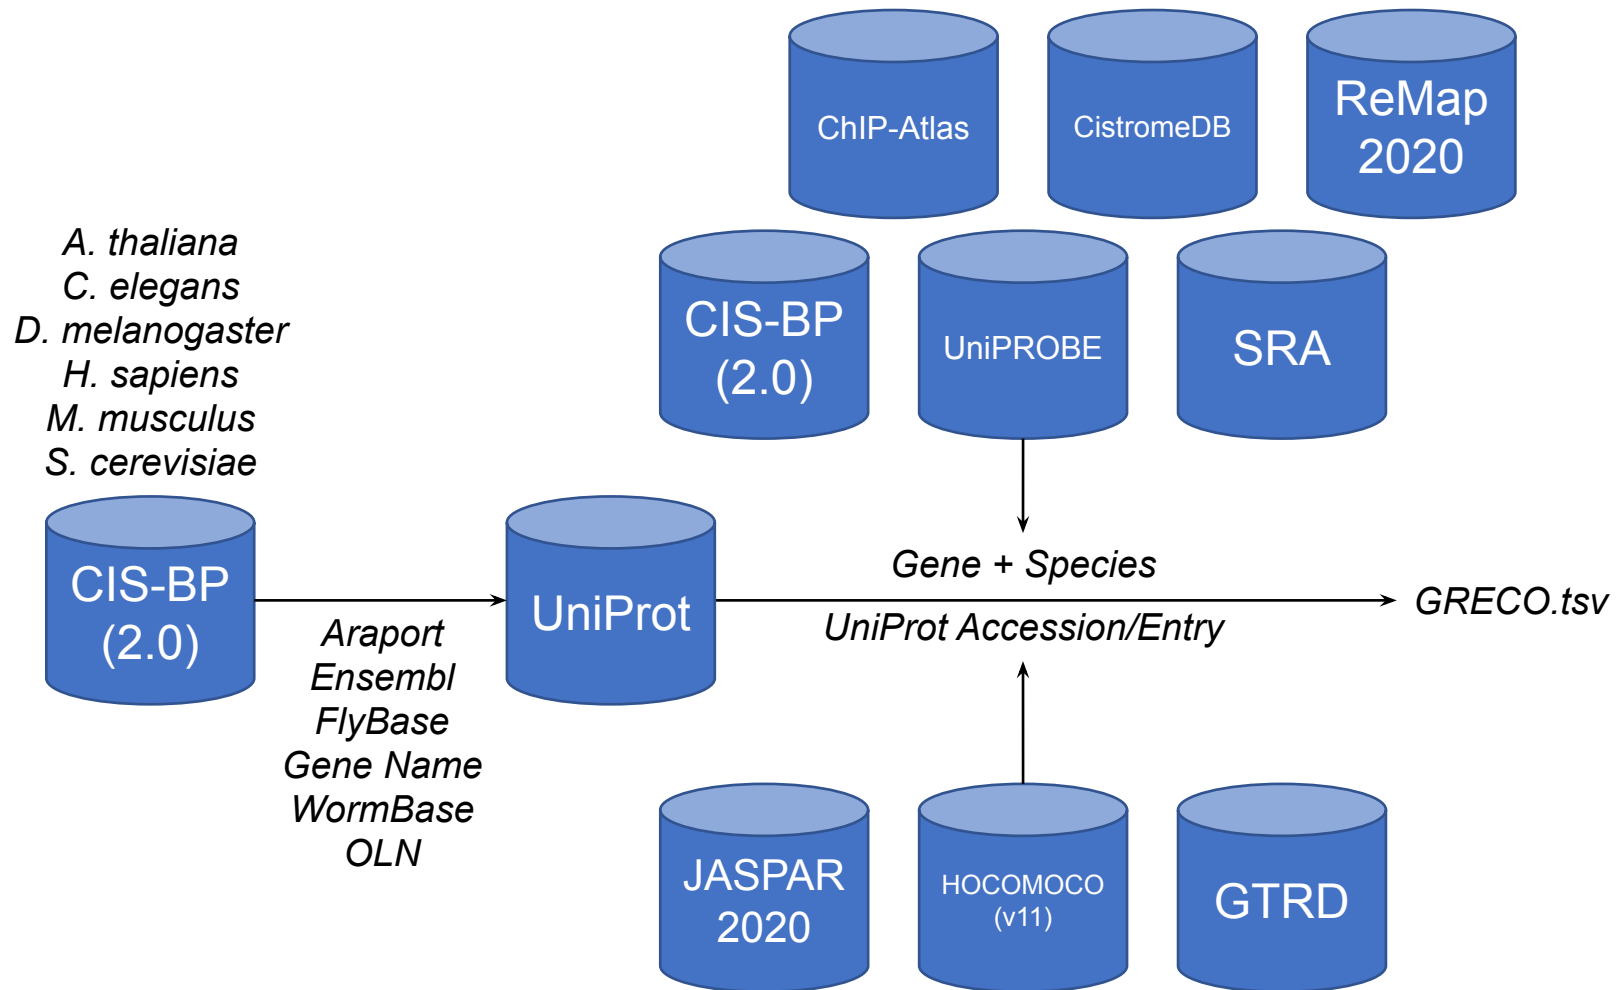 ChIP-Atlas
CistromeDB
ReMap
2020
A. thaliana
C. elegans
D. melanogaster
H. sapiens
M. musculus
S. cerevisiae
CIS-BP
(2.0)
UniPROBE
SRA
CIS-BP
(2.0)
Araport
Ensembl
FlyBase
Gene Name
WormBase
OLN
UniProt
Gene + Species
UniProt Accession/Entry
GRECO.tsv
JASPAR
2020
HOCOMOCO
(v11)
GTRD